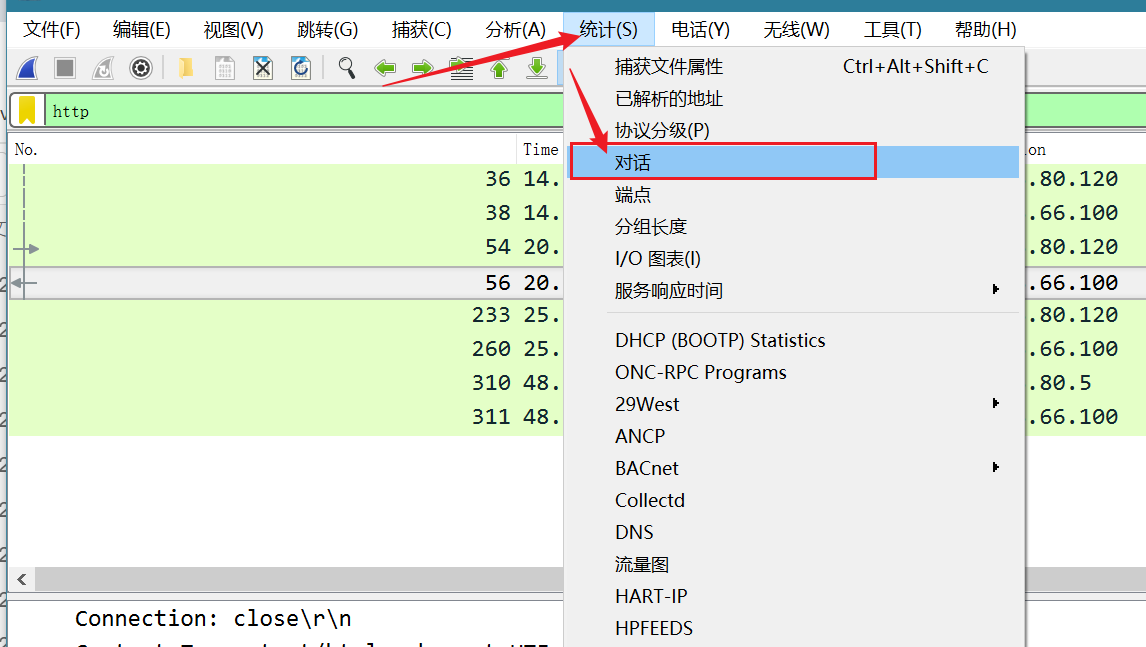 文件(F) 编辑(E) 视图(V) 跳转(G) 捕获(C) 分析(A) 统计(S) 电话(Y) 无线(W) 工具(T) 帮助(H)
http
No. Time on
36 14. .80.120
38 14. .66.100
54 20. .80.120
56 20. .66.100
233 25. .80.120
260 25. .66.100
310 48. .80.5
311 48. .66.100
捕获文件属性 Ctrl+Alt+Shift+C
已解析的地址
协议分级(P)
对话
端点
分组长度
I/O 图表(I)
服务响应时间
DHCP (BOOTP) Statistics
ONC-RPC Programs
29West
ANCP
BACnet
Collectd
DNS
流量图
HART-IP
HPFEEDS
Connection: close\r\n